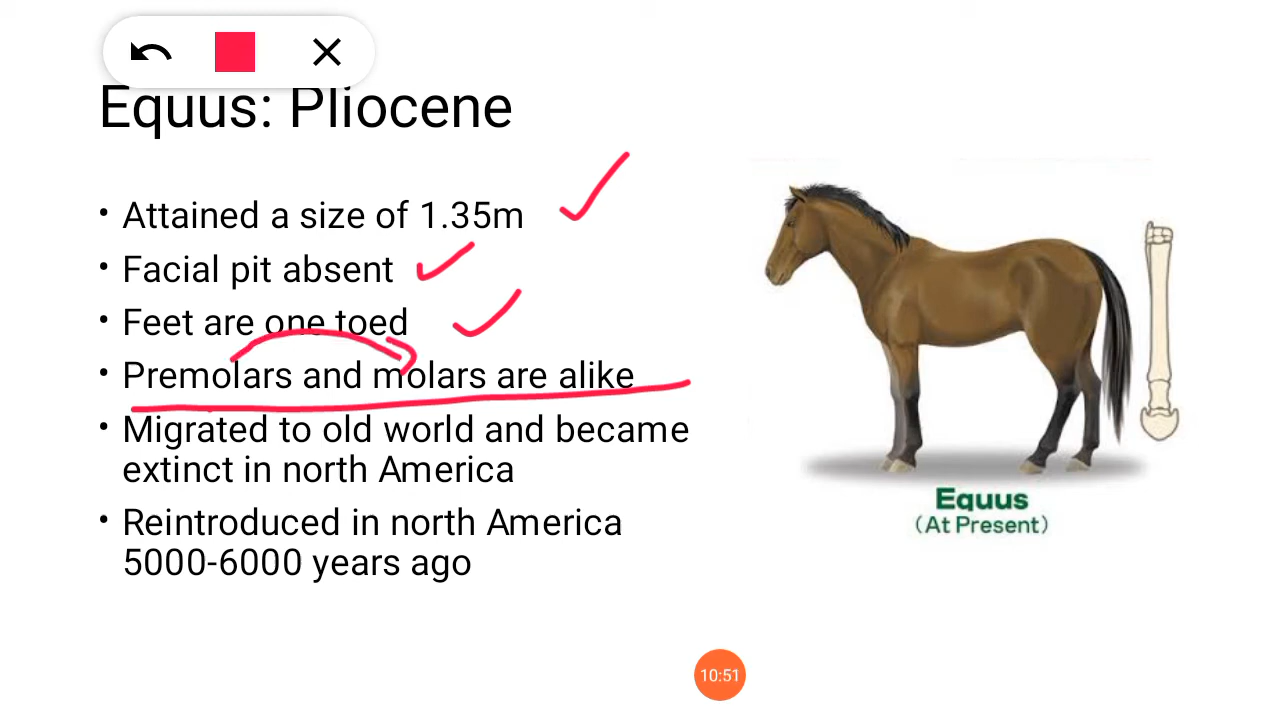 Equus: Pliocene
• Attained a size of 1.35m
• Facial pit absent
• Feet are one toed
• Premolars and molars are alike
• Migrated to old world and became
extinct in north America
• Reintroduced in north America
5000-6000 years ago
Equus
(At Present)
10:51